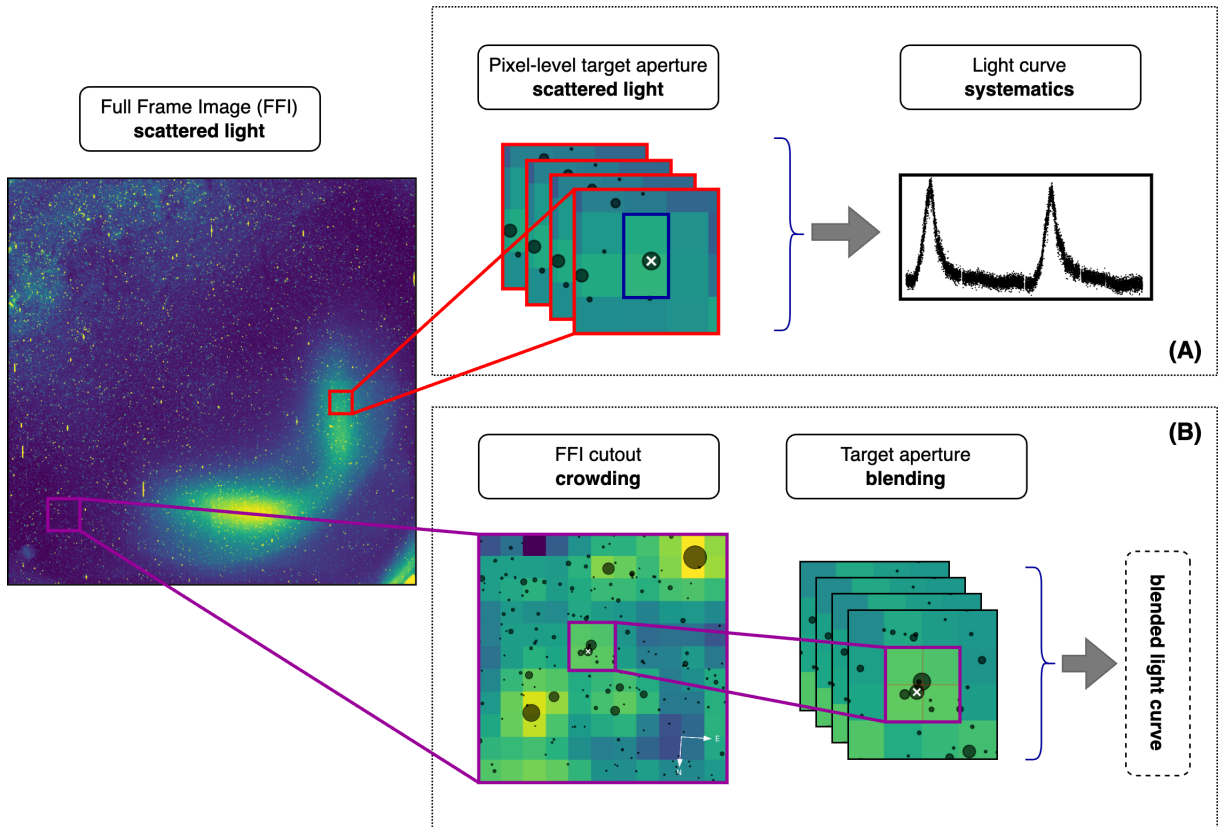 Full Frame Image (FFI)
scattered light
Pixel-level target aperture
scattered light
Light curve
systematics
(A)
(B)
FFI cutout
crowding
Target aperture
blending
E
N
blended light curve